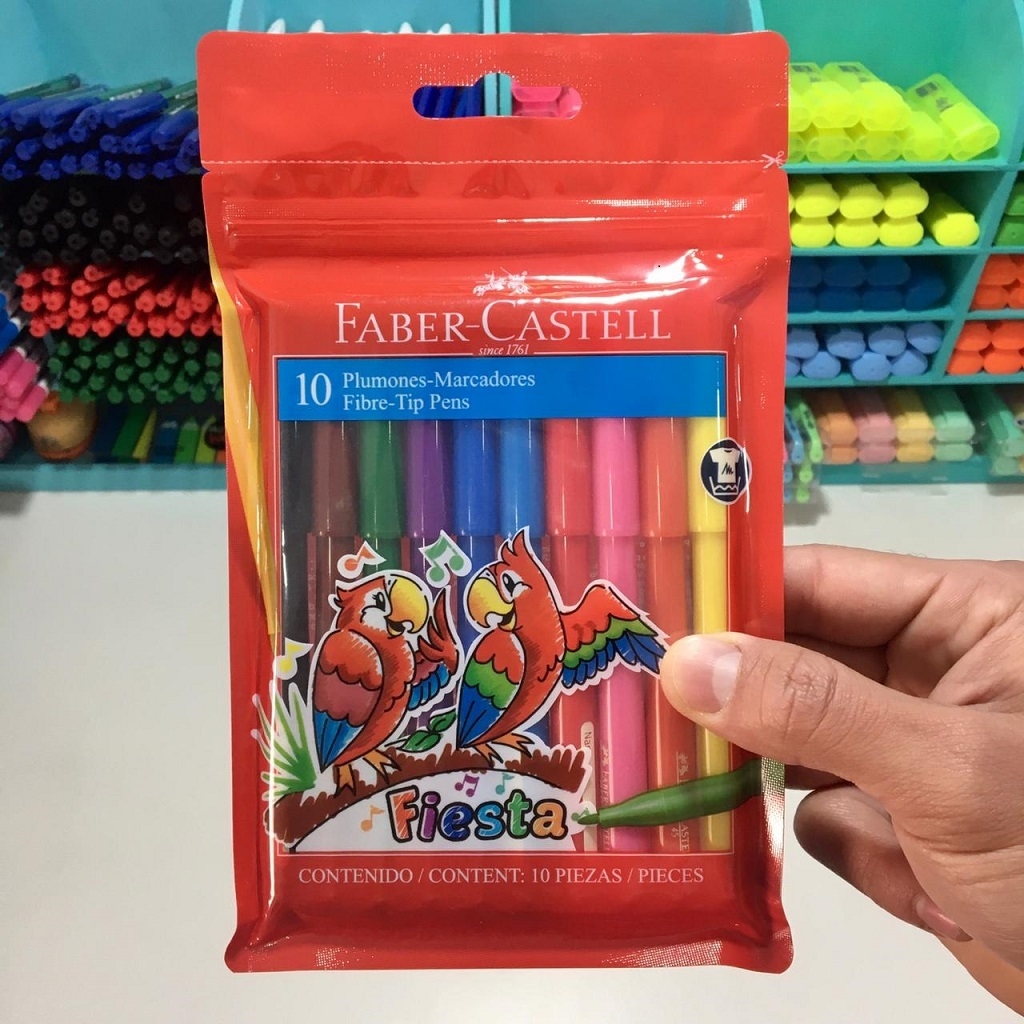 FABER-CASTELL
since 1761
10 Plumones-Marcadores
Fibre-Tip Pens
Fiesta
CONTENIDO / CONTENT: 10 PIEZAS / PIECES